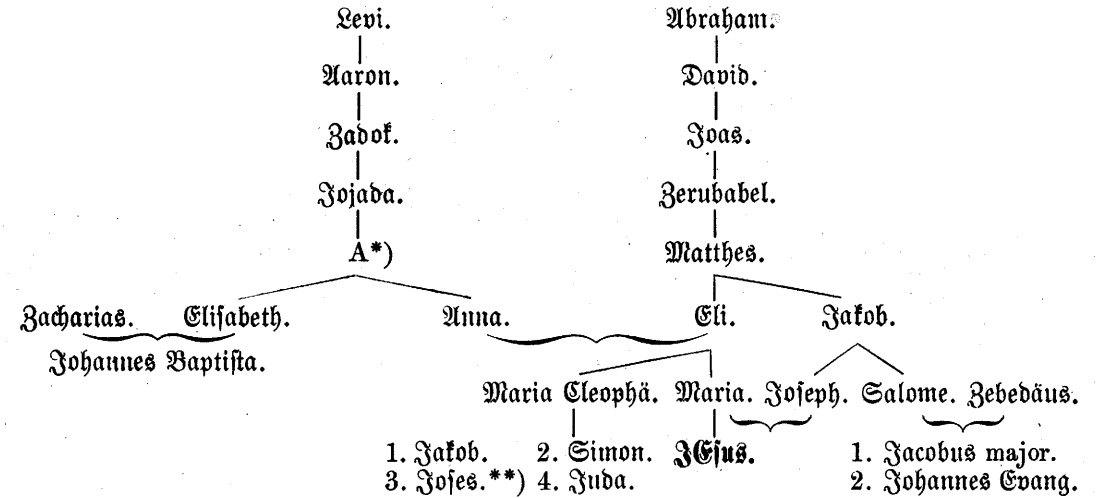 Levi. Abraham.
Aaron. David.
Zadok. Joas.
Jojada. Zerubabel.
A*) Matthes.
Zacharias. Elisabeth. Anna. Eli. Jakob.
Johannes Baptista.
Maria Cleophä. Maria. Joseph. Salome. Zebedäus.
1. Jakob. 2. Simon. JEsus. 1. Jacobus major.
3. Joses.**) 4. Juda. 2. Johannes Evang.